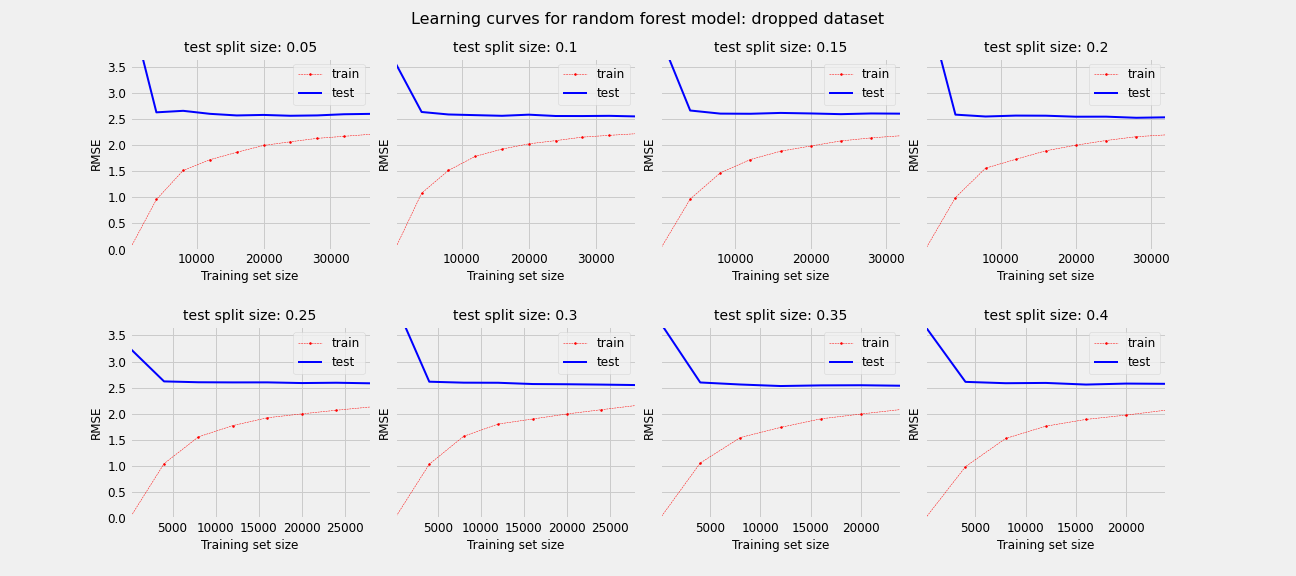 Learning curves for random forest model: dropped dataset
test split size: 0.05
3.5
3.0
2.5
2.0
1.5
1.0
0.5
0.0
RMSE
train
test
10000 20000 30000
Training set size
test split size: 0.1
RMSE
train
test
10000 20000 30000
Training set size
test split size: 0.15
RMSE
train
test
10000 20000 30000
Training set size
test split size: 0.2
RMSE
train
test
10000 20000 30000
Training set size
test split size: 0.25
3.5
3.0
2.5
2.0
1.5
1.0
0.5
0.0
RMSE
train
test
5000 10000 15000 20000 25000
Training set size
test split size: 0.3
RMSE
train
test
5000 10000 15000 20000 25000
Training set size
test split size: 0.35
RMSE
train
test
5000 10000 15000 20000
Training set size
test split size: 0.4
RMSE
train
test
5000 10000 15000 20000
Training set size